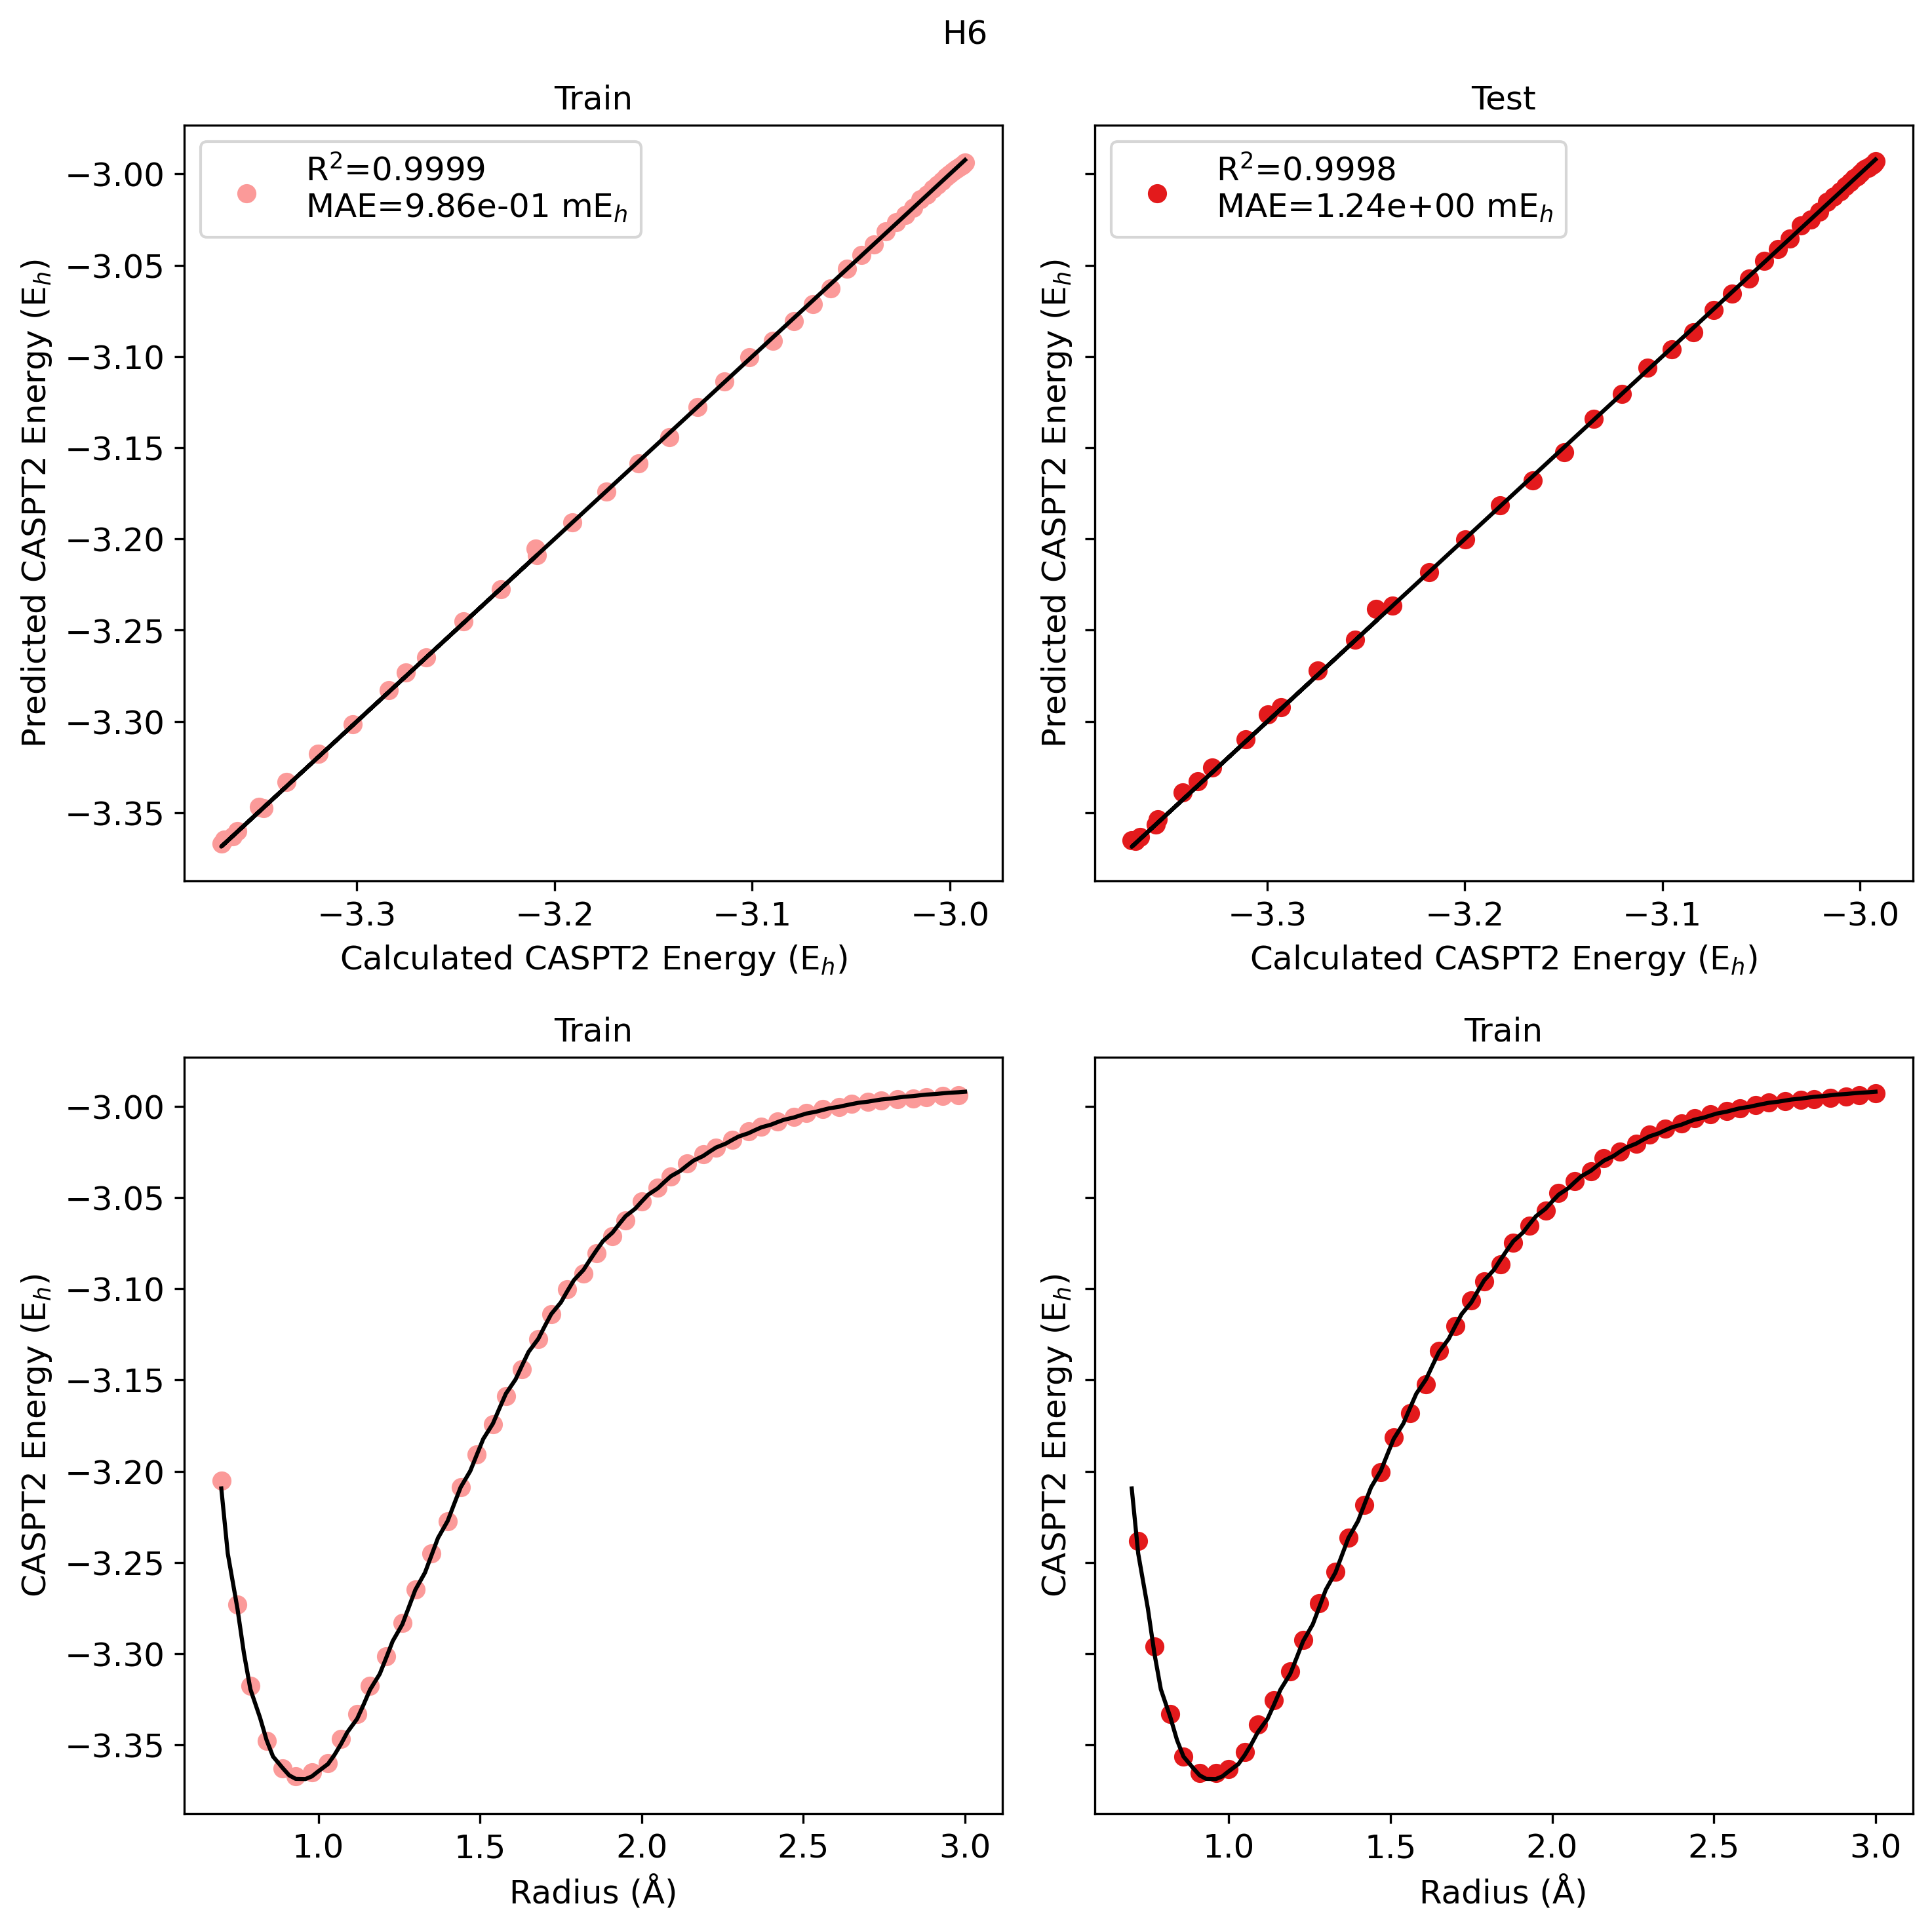 H6
Train
R²=0.9999
MAE=9.86e-01 mEₕ
−3.00
−3.05
−3.10
−3.15
−3.20
−3.25
−3.30
−3.35
Predicted CASPT2 Energy (Eₕ)
−3.3 −3.2 −3.1 −3.0
Calculated CASPT2 Energy (Eₕ)
Test
R²=0.9998
MAE=1.24e+00 mEₕ
Predicted CASPT2 Energy (Eₕ)
−3.3 −3.2 −3.1 −3.0
Calculated CASPT2 Energy (Eₕ)
Train
−3.00
−3.05
−3.10
−3.15
−3.20
−3.25
−3.30
−3.35
CASPT2 Energy (Eₕ)
1.0 1.5 2.0 2.5 3.0
Radius (Å)
Train
CASPT2 Energy (Eₕ)
1.0 1.5 2.0 2.5 3.0
Radius (Å)